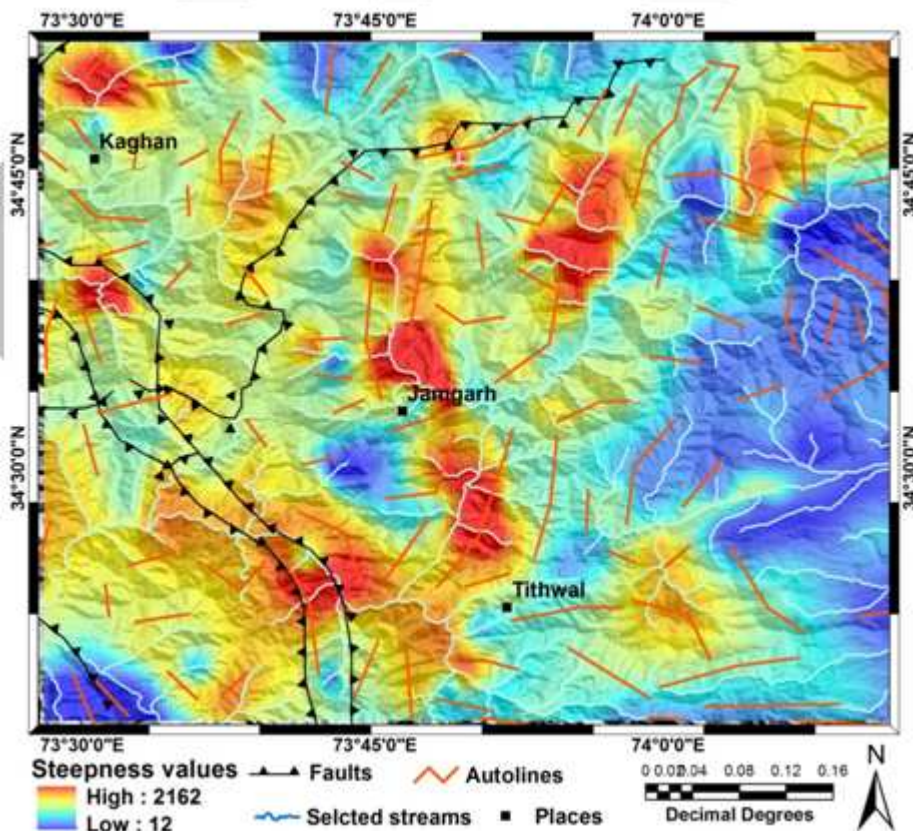 73°30'0"E 73°45'0"E 74°0'0"E
Kaghan
34°45'0"N 34°45'0"N
Jamgarh
34°30'0"N 34°30'0"N
Tithwal
73°30'0"E 73°45'0"E 74°0'0"E
Steepness values
High : 2162
Low : 12
Faults
Autolines
Selcted streams
Places
0 0.02 0.04 0.08 0.12 0.16
Decimal Degrees
N